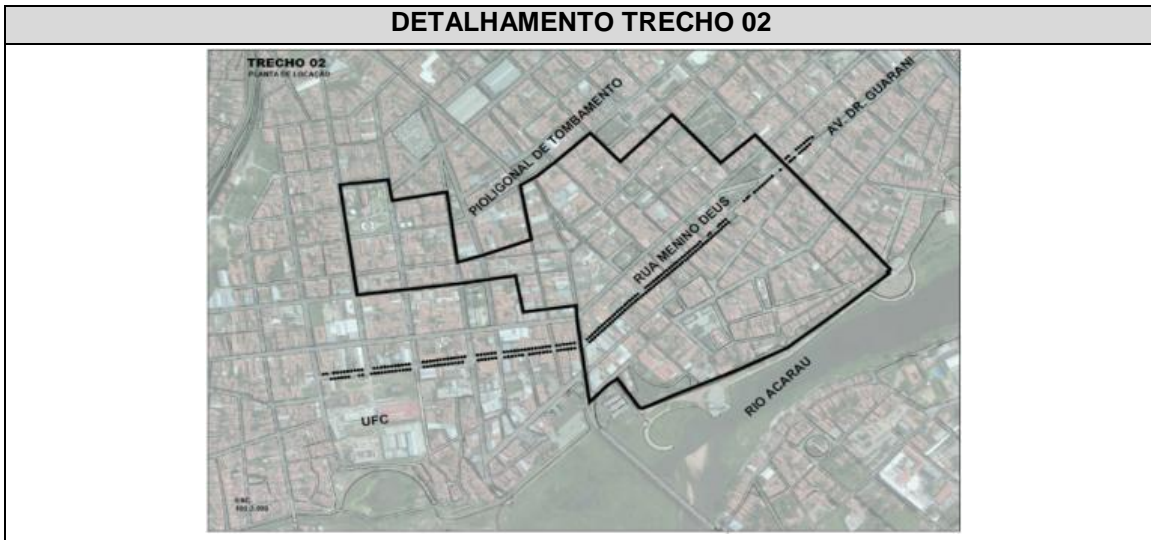 DETALHAMENTO TRECHO 02
TRECHO 02
PLANTA DE LOCAÇÃO
PIOLIGONAL DE TOMBAMENTO
AV. DR. GUARANI
RUA MENINO DEUS
RIO ACARAU
UFC